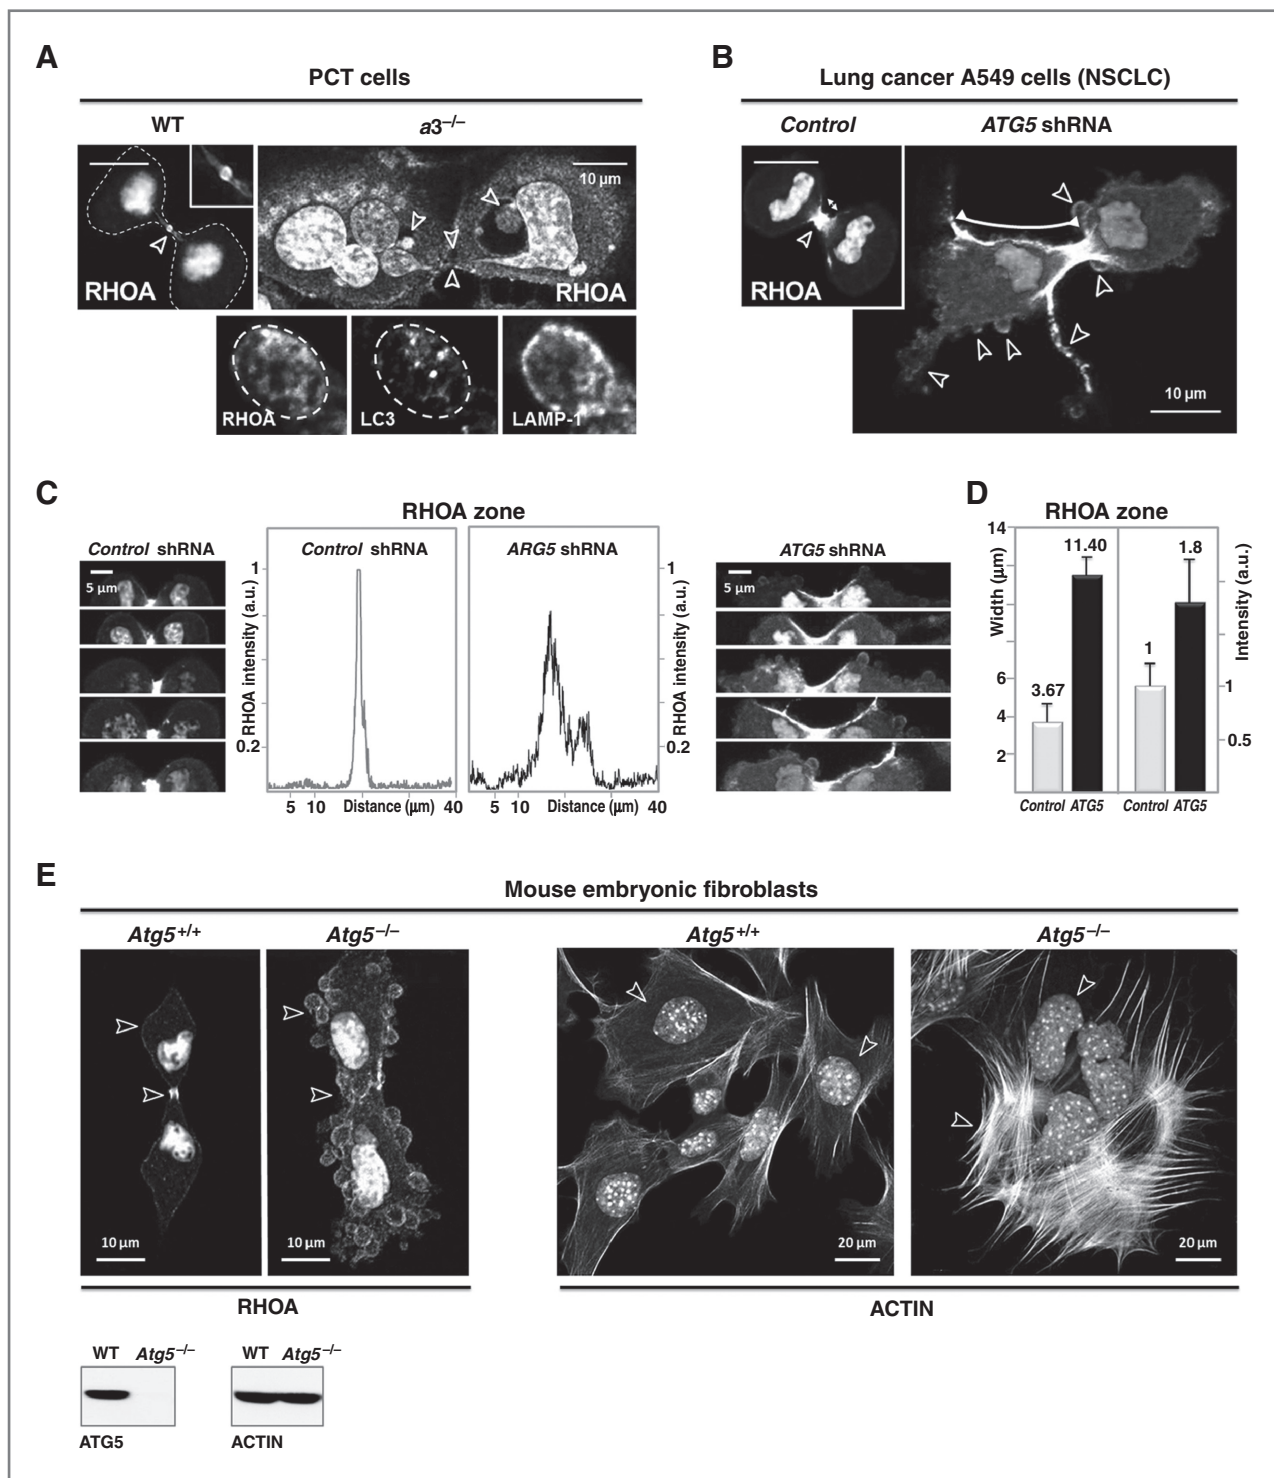 A
PCT cells
WT
a3−/−
10 μm
RHOA
RHOA
RHOA
LC3
LAMP-1
B
Lung cancer A549 cells (NSCLC)
Control
ATG5 shRNA
RHOA
10 μm
C
RHOA zone
Control shRNA
5 μm
Control shRNA
RHOA intensity (a.u.)
1
0.2
5 10 Distance (μm) 40
ARG5 shRNA
RHOA intensity (a.u.)
1
0.2
5 10 Distance (μm) 40
ATG5 shRNA
5 μm
D
RHOA zone
Width (μm)
14
6
4
2
3.67
11.40
1
1.8
Intensity (a.u.)
1
0.5
Control ATG5
Control ATG5
E
Mouse embryonic fibroblasts
Atg5+/+
Atg5−/−
Atg5+/+
Atg5−/−
10 μm
10 μm
20 μm
20 μm
RHOA
ACTIN
WT Atg5−/−
WT Atg5−/−
ATG5
ACTIN